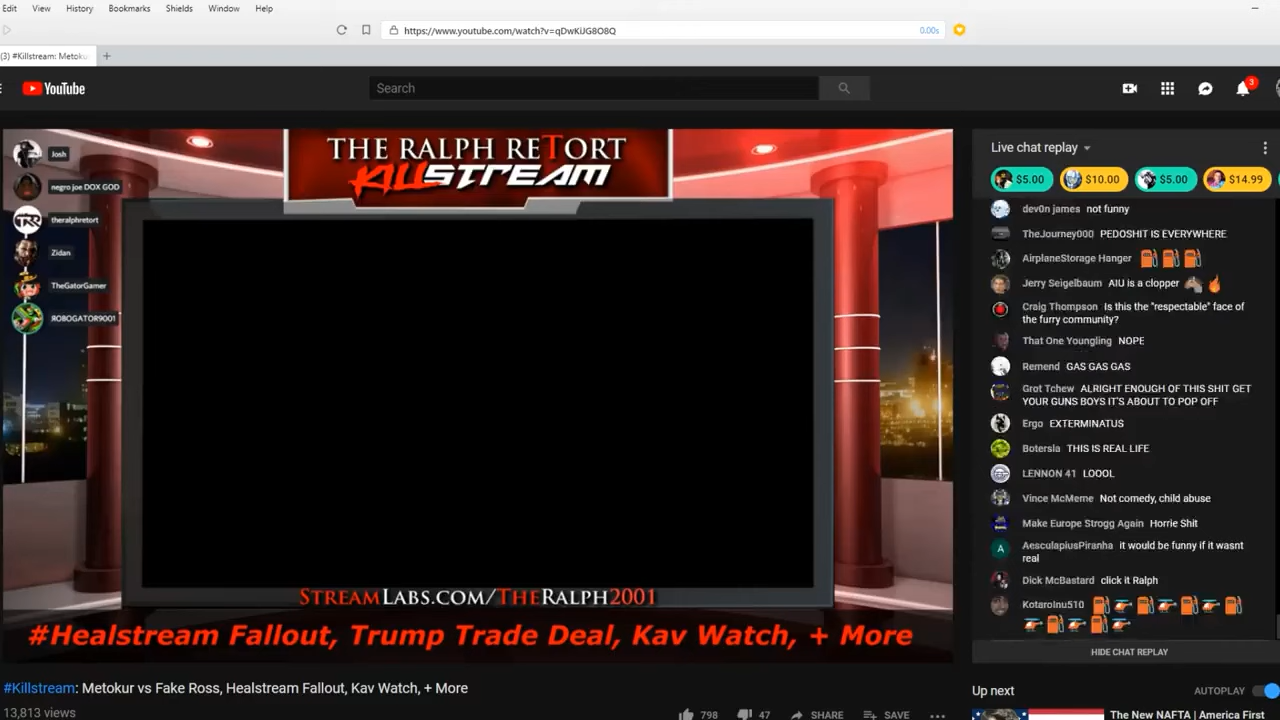 Edit View History Bookmarks Shields Window Help
https://www.youtube.com/watch?v=qDwKiJG8O8Q 0.00s
(3) #Killstream: Metoku
YouTube
Search
3
THE RALPH RETORT
KILLSTREAM
Josh
negro joe DOX GOD
TRR theralphretort
Zidan
TheGatorGamer
ROBOGATOR9001
STREAMLABS.COM/THERALPH2001
#Healstream Fallout, Trump Trade Deal, Kav Watch, + More
Live chat replay
$5.00 $10.00 $5.00 $14.99
dev0n james not funny
TheJourney000 PEDOSHIT IS EVERYWHERE
AirplaneStorage Hanger
Jerry Seigelbaum AIU is a clopper
Craig Thompson Is this the "respectable" face of
the furry community?
That One Youngling NOPE
Remend GAS GAS GAS
Grot Tchew ALRIGHT ENOUGH OF THIS SHIT GET
YOUR GUNS BOYS IT'S ABOUT TO POP OFF
Ergo EXTERMINATUS
Botersla THIS IS REAL LIFE
LENNON 41 LOOOL
Vince McMeme Not comedy, child abuse
Make Europe Strogg Again Horrie Shit
A AesculapiusPiranha it would be funny if it wasnt
real
Dick McBastard click it Ralph
KotaroInu510
HIDE CHAT REPLAY
#Killstream: Metokur vs Fake Ross, Healstream Fallout, Kav Watch, + More
13,813 views
798 47 SHARE SAVE
Up next AUTOPLAY
The New NAFTA | America First